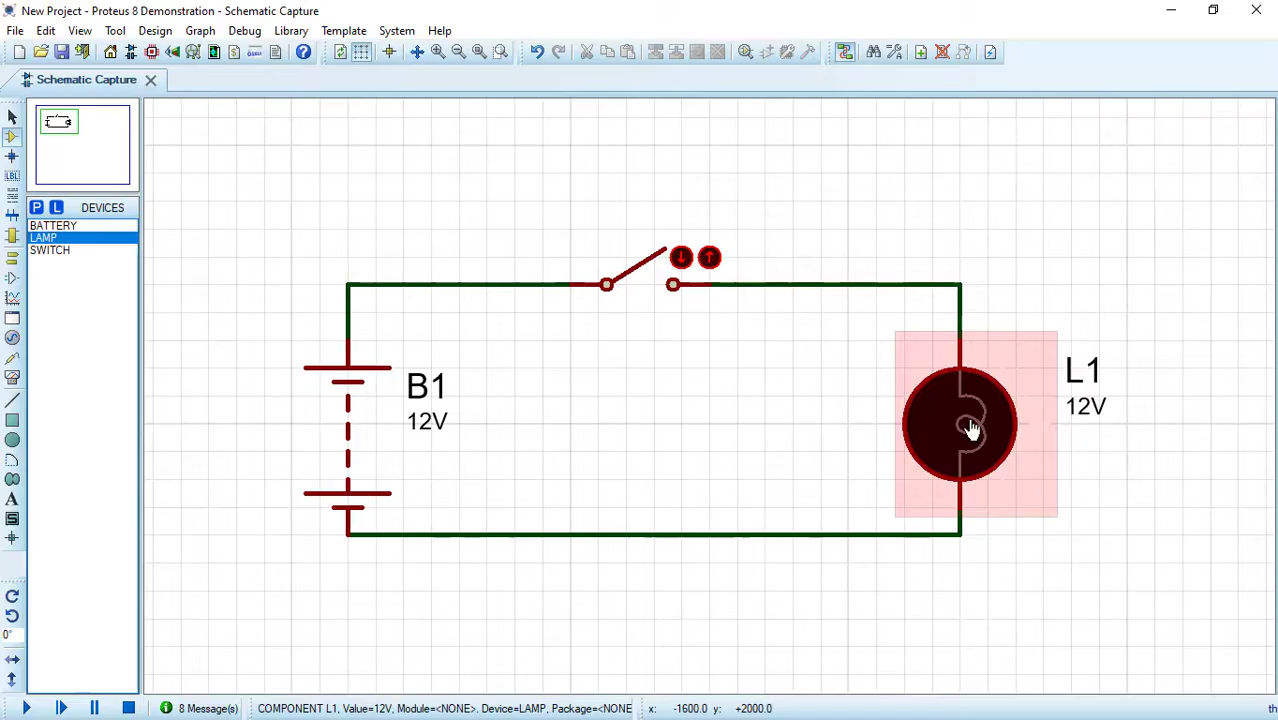 New Project - Proteus 8 Demonstration - Schematic Capture
File Edit View Tool Design Graph Debug Library Template System Help
Schematic Capture
P L DEVICES
BATTERY
LAMP
SWITCH
LBL
A
S
0°
B1
12V
L1
12V
8 Message(s) COMPONENT L1, Value=12V, Module=<NONE>. Device=LAMP, Package=<NONE x: -1600.0 y: +2000.0 th